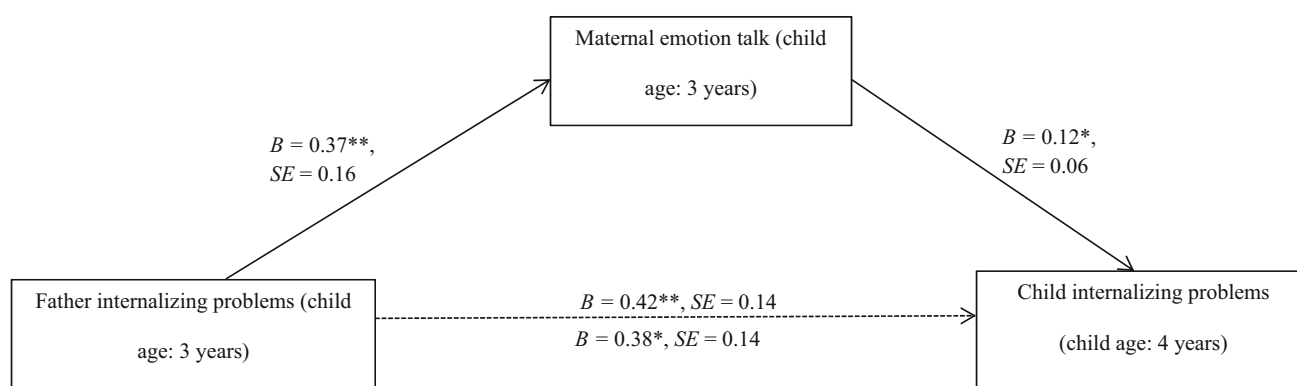 Maternal emotion talk (child
age: 3 years)
B = 0.37**,
SE = 0.16
B = 0.12*,
SE = 0.06
Father internalizing problems (child
age: 3 years)
B = 0.42**, SE = 0.14
B = 0.38*, SE = 0.14
Child internalizing problems
(child age: 4 years)